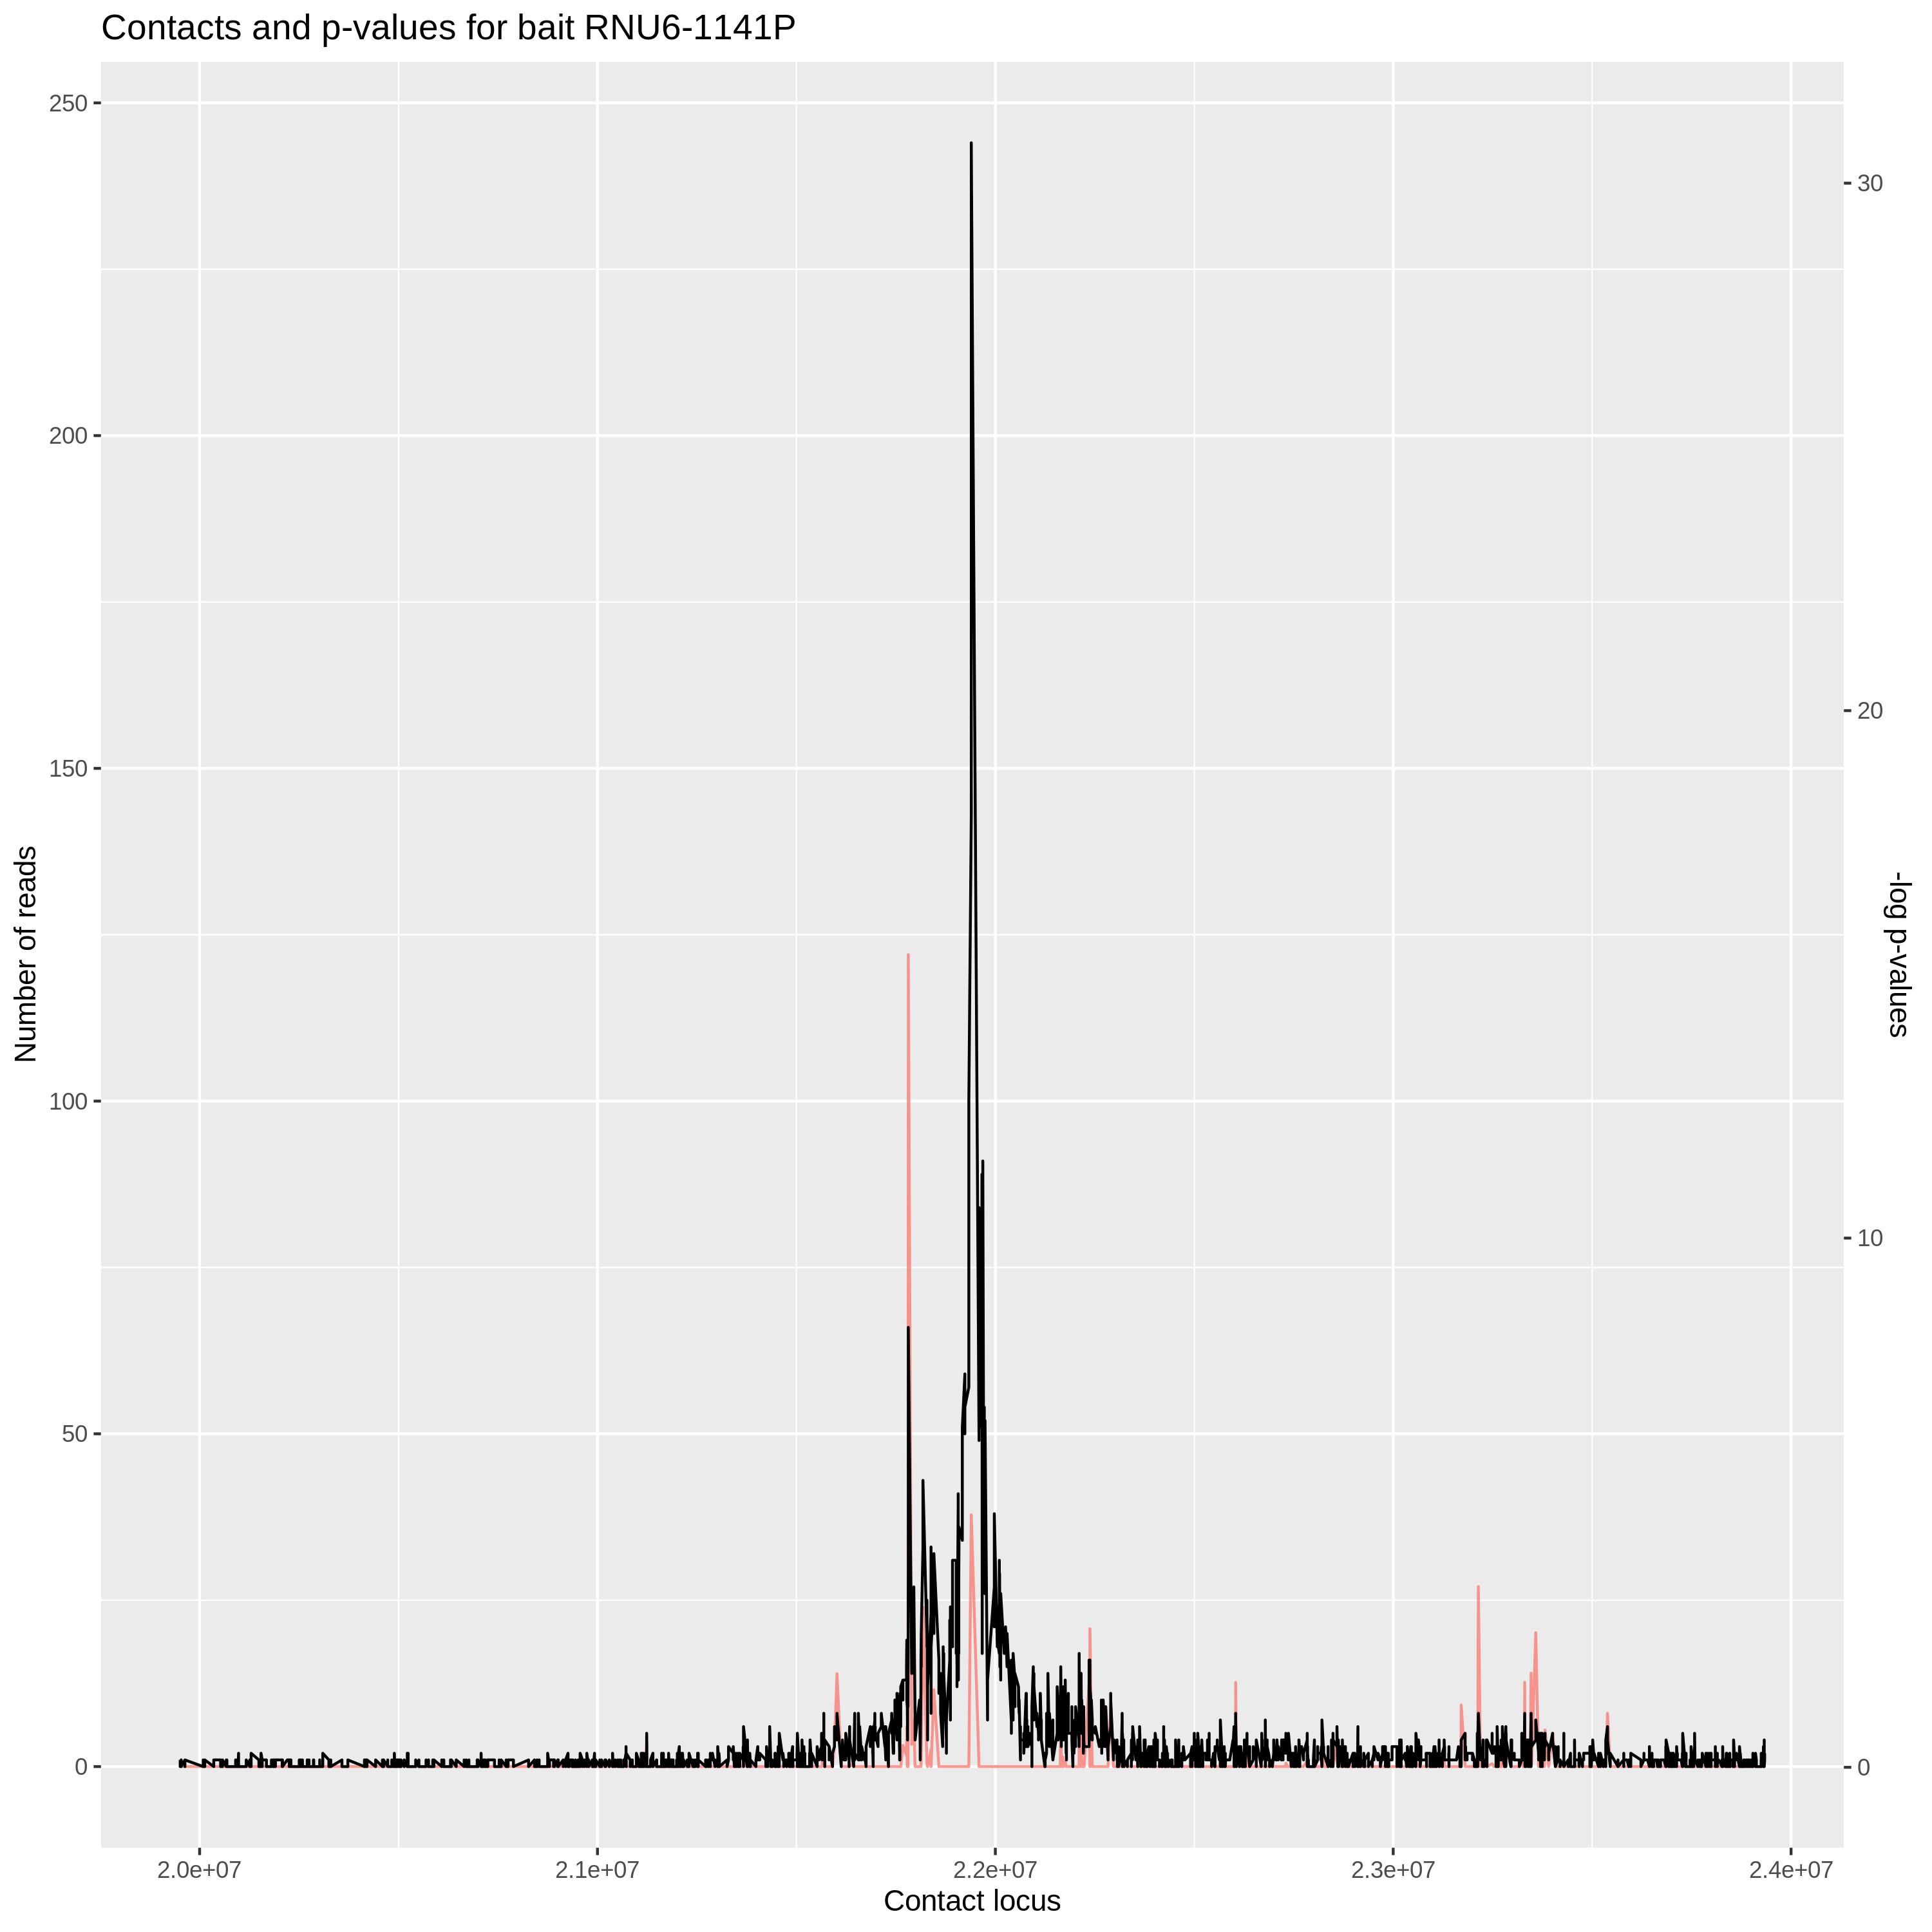 Contacts and p-values for bait RNU6-1141P
250
200
150
100
50
0
Number of reads
30
20
10
0
-log p-values
2.0e+07
2.1e+07
2.2e+07
2.3e+07
2.4e+07
Contact locus